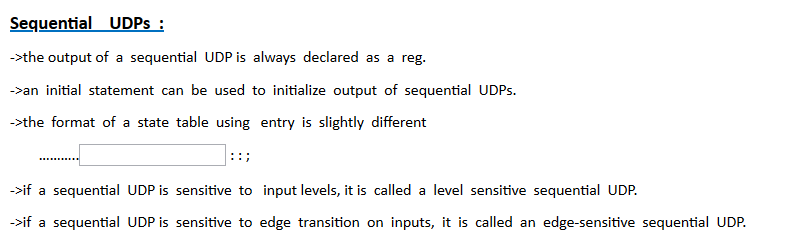 Sequential UDPs :
->the output of a sequential UDP is always declared as a reg.
->an initial statement can be used to initialize output of sequential UDPs.
->the format of a state table using entry is slightly different
........... : : ;
->if a sequential UDP is sensitive to input levels, it is called a level sensitive sequential UDP.
->if a sequential UDP is sensitive to edge transition on inputs, it is called an edge-sensitive sequential UDP.